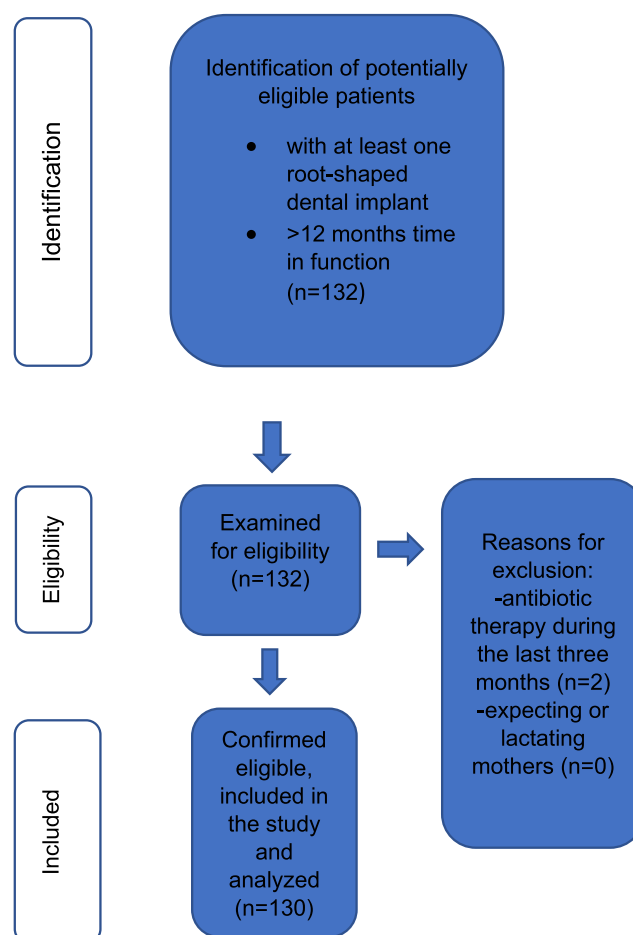 Identification
Identification of potentially
eligible patients
• with at least one
root-shaped
dental implant
• >12 months time
in function
(n=132)
Eligibility
Examined
for eligibility
(n=132)
Reasons for
exclusion:
-antibiotic
therapy during
the last three
months (n=2)
-expecting or
lactating
mothers (n=0)
Included
Confirmed
eligible,
included in
the study
and
analyzed
(n=130)